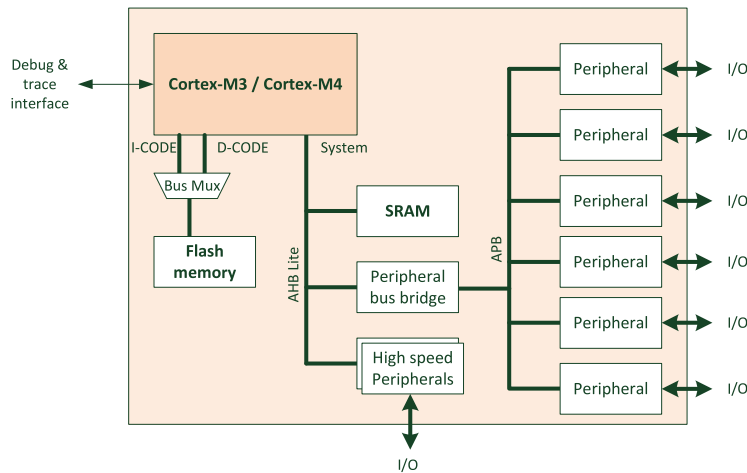 Debug &
trace
interface
Cortex-M3 / Cortex-M4
I-CODE
D-CODE
System
Bus Mux
Flash
memory
AHB Lite
SRAM
Peripheral
bus bridge
High speed
Peripherals
I/O
APB
Peripheral
I/O
Peripheral
I/O
Peripheral
I/O
Peripheral
I/O
Peripheral
I/O
Peripheral
I/O